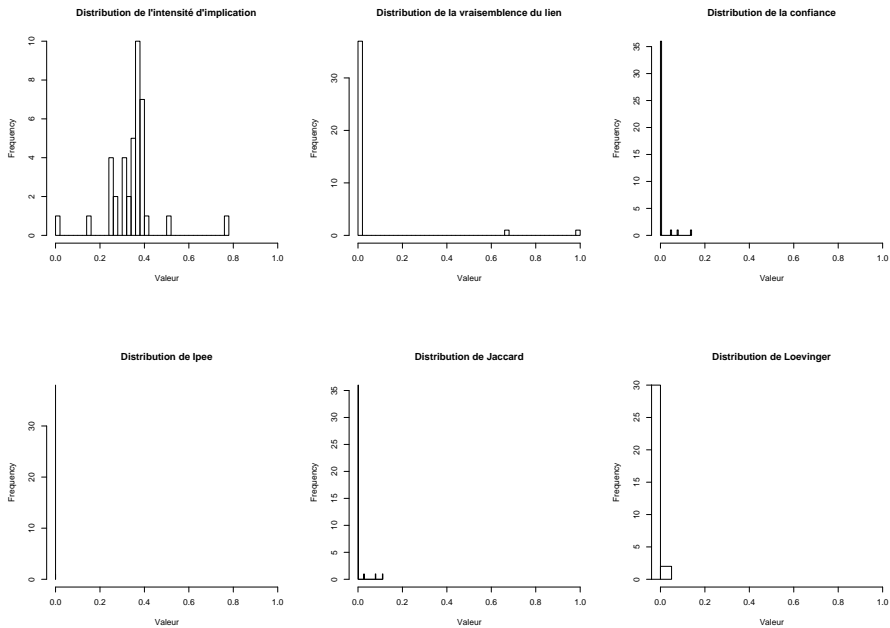 Distribution de l'intensité d'implication
Frequency
0 2 4 6 8 10
0.0 0.2 0.4 0.6 0.8 1.0
Valeur
Distribution de la vraisemblence du lien
Frequency
0 10 20 30
0.0 0.2 0.4 0.6 0.8 1.0
Valeur
Distribution de la confiance
Frequency
0 5 10 15 20 25 30 35
0.0 0.2 0.4 0.6 0.8 1.0
Valeur
Distribution de Ipee
Frequency
0 10 20 30
0.0 0.2 0.4 0.6 0.8 1.0
Valeur
Distribution de Jaccard
Frequency
0 5 10 15 20 25 30 35
0.0 0.2 0.4 0.6 0.8 1.0
Valeur
Distribution de Loevinger
Frequency
0 5 10 15 20 25 30
0.0 0.2 0.4 0.6 0.8 1.0
Valeur